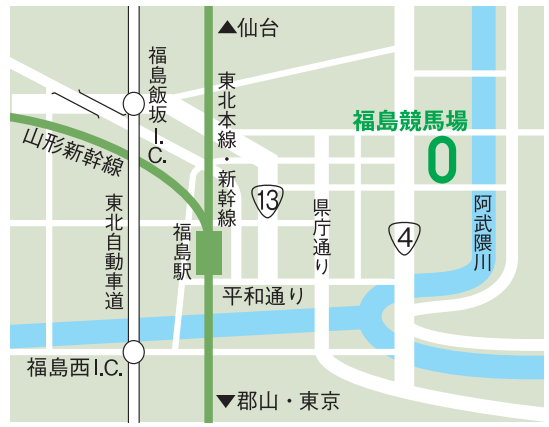 ▲仙台
福島飯坂I.C.
東北本線・新幹線
山形新幹線
福島競馬場
13
県庁通り
4
阿武隈川
東北自動車道
福島駅
平和通り
福島西I.C.
▼郡山・東京